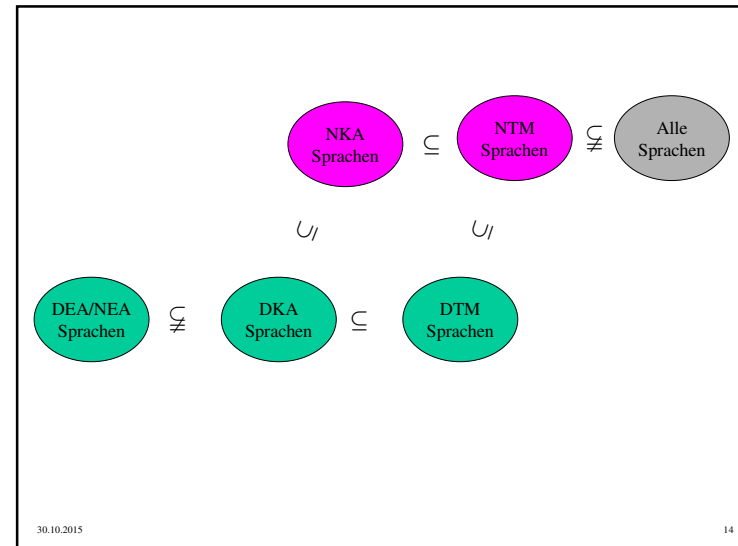 NKA
Sprachen
⊆
NTM
Sprachen
⊊
Alle
Sprachen
⊆
⊆
DEA/NEA
Sprachen
⊊
DKA
Sprachen
⊆
DTM
Sprachen
30.10.2015
14